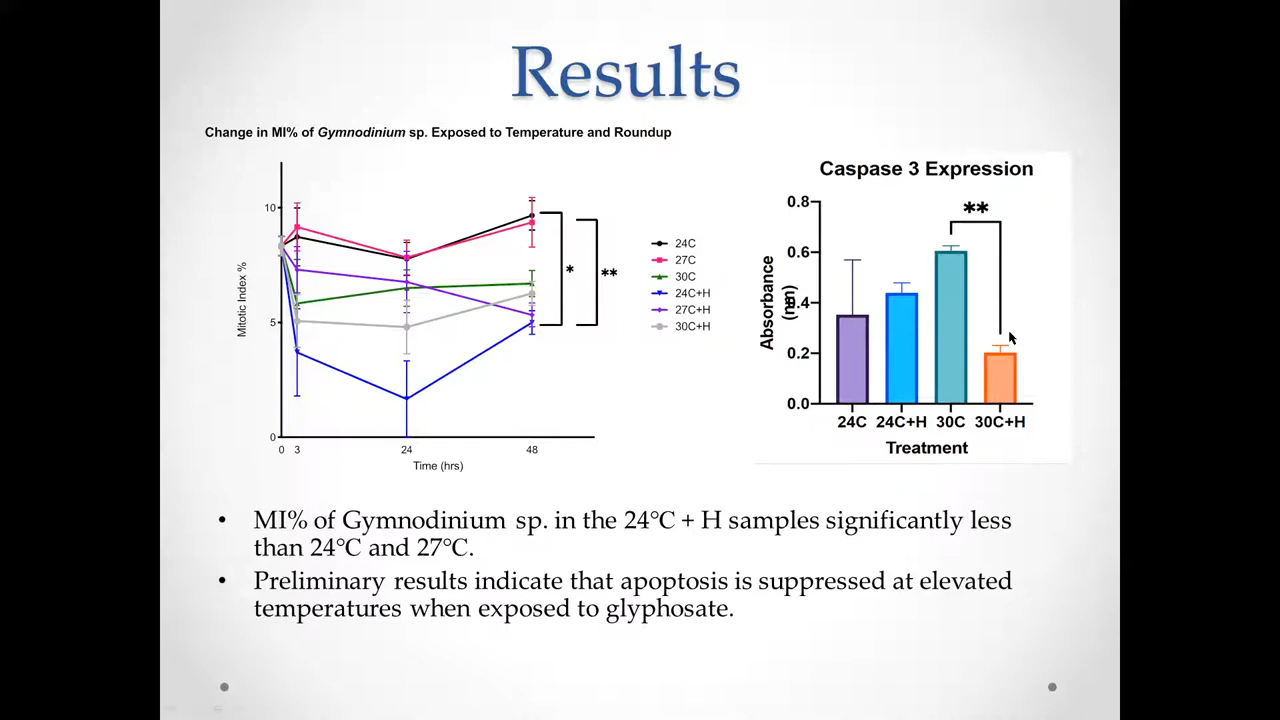 Results
Change in MI% of Gymnodinium sp. Exposed to Temperature and Roundup
10
5
0
Mitotic Index %
0 3 24 48
Time (hrs)
*
**
24C
27C
30C
24C+H
27C+H
30C+H
Caspase 3 Expression
**
0.8
0.6
0.4
0.2
0.0
Absorbance
(nm)
24C 24C+H 30C 30C+H
Treatment
• MI% of Gymnodinium sp. in the 24°C + H samples significantly less
than 24°C and 27°C.
• Preliminary results indicate that apoptosis is suppressed at elevated
temperatures when exposed to glyphosate.